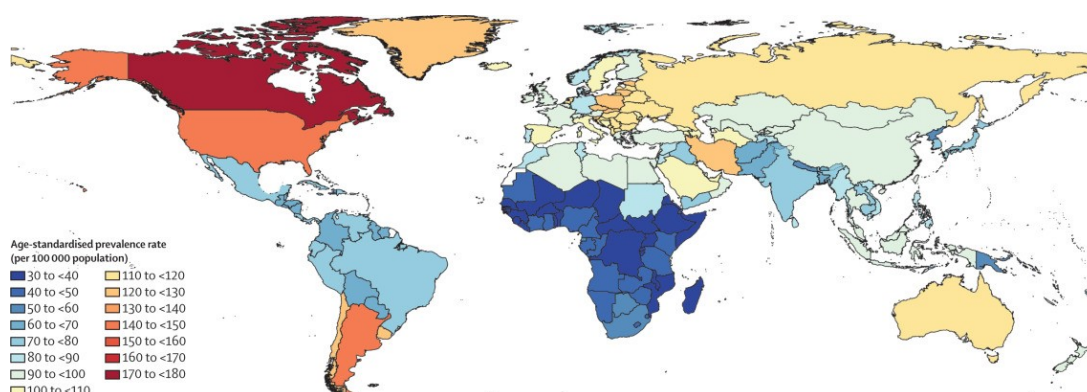 Age-standardised prevalence rate
(per 100 000 population)
30 to <40
40 to <50
50 to <60
60 to <70
70 to <80
80 to <90
90 to <100
100 to <110
110 to <120
120 to <130
130 to <140
140 to <150
150 to <160
160 to <170
170 to <180